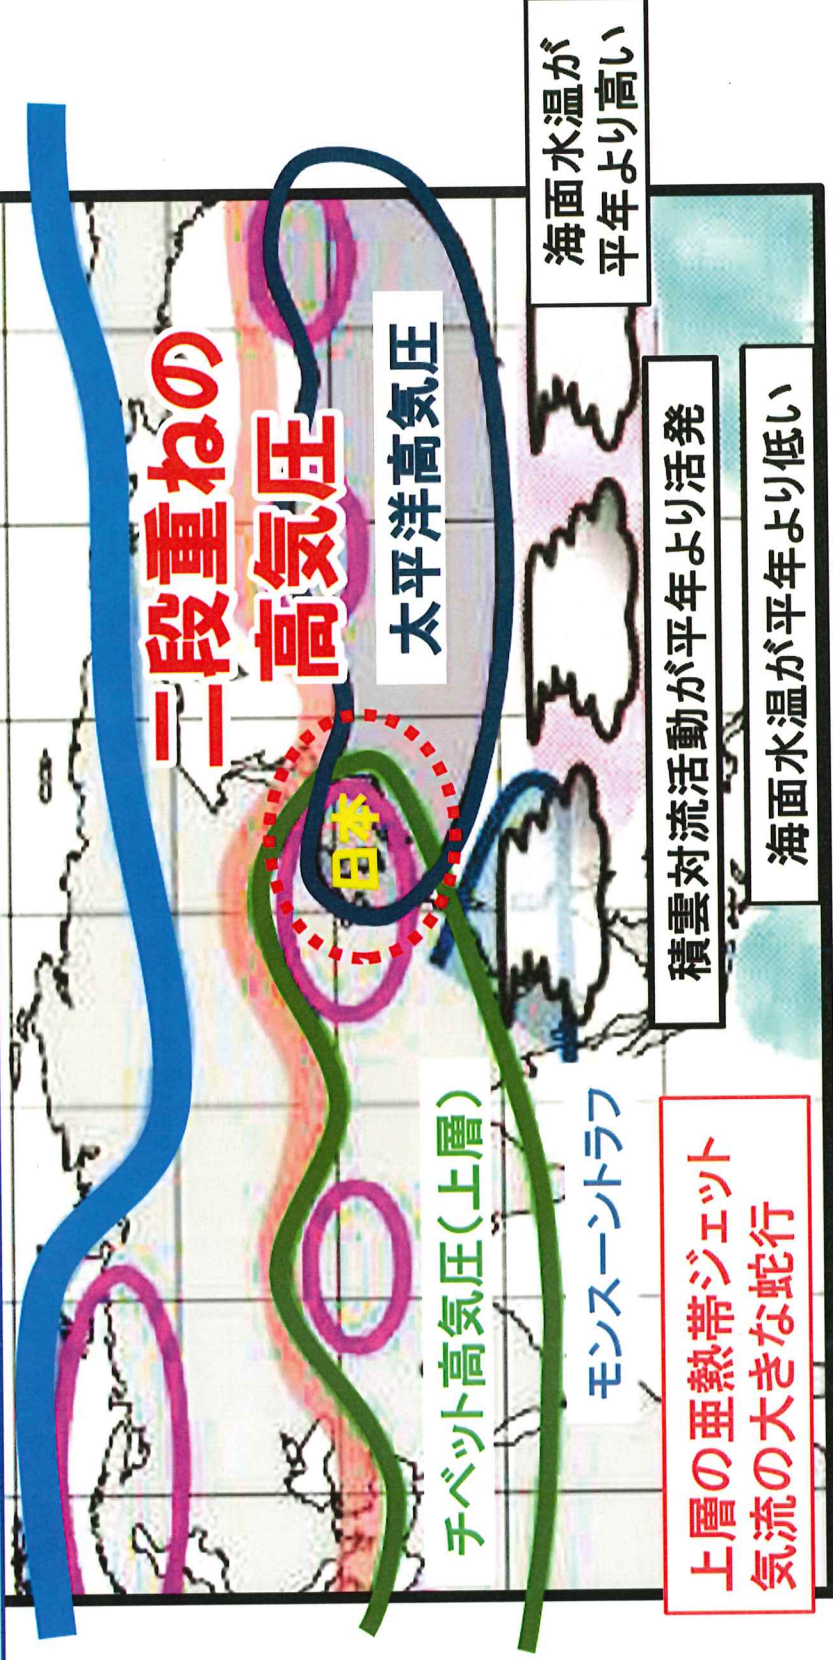 二段重ねの
高気圧
太平洋高気圧
日本
海面水温が
平年より高い
チベット高気圧(上層)
モンスーントラフ
積雲対流活動が平年より活発
海面水温が平年より低い
上層の亜熱帯ジェット
気流の大きな蛇行